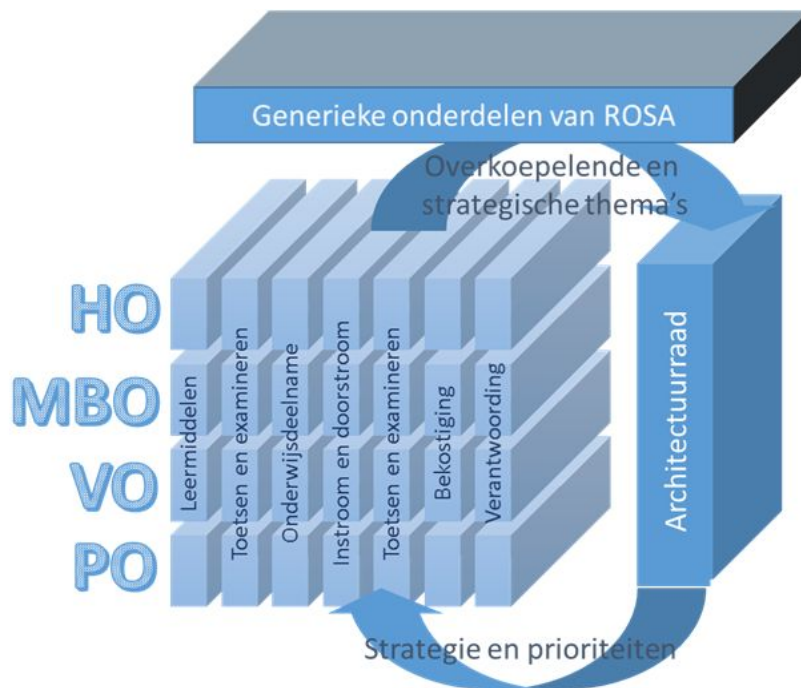 Generieke onderdelen van ROSA
Overkoepelende en
strategische thema's
HO
MBO
VO
PO
Leermiddelen
Toetsen en examineren
Onderwijsdeelname
Instroom en doorstroom
Toetsen en examineren
Bekostiging
Verantwoording
Architectuurraad
Strategie en prioriteiten